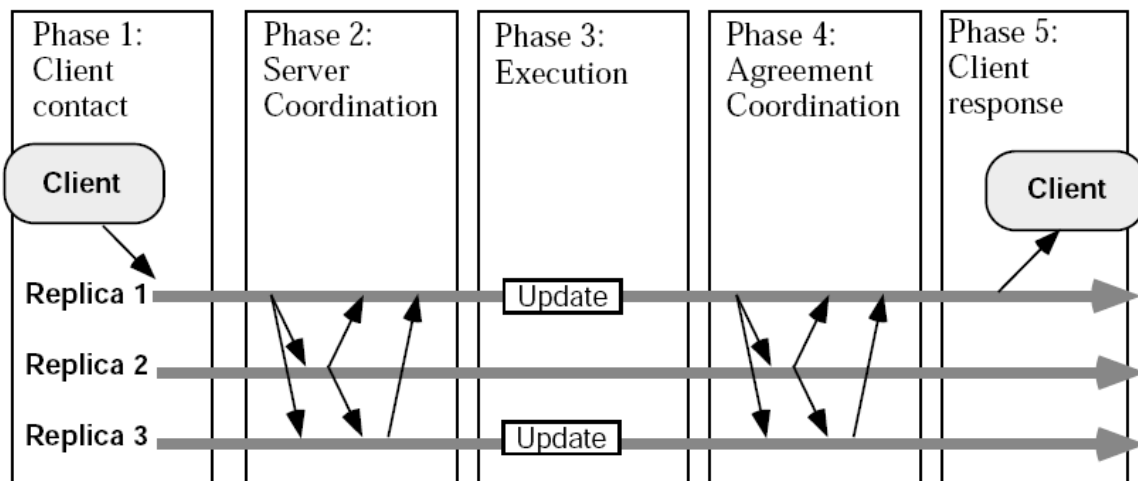 Phase 1:
Client
contact
Phase 2:
Server
Coordination
Phase 3:
Execution
Phase 4:
Agreement
Coordination
Phase 5:
Client
response
Client
Client
Replica 1
Update
Replica 2
Replica 3
Update